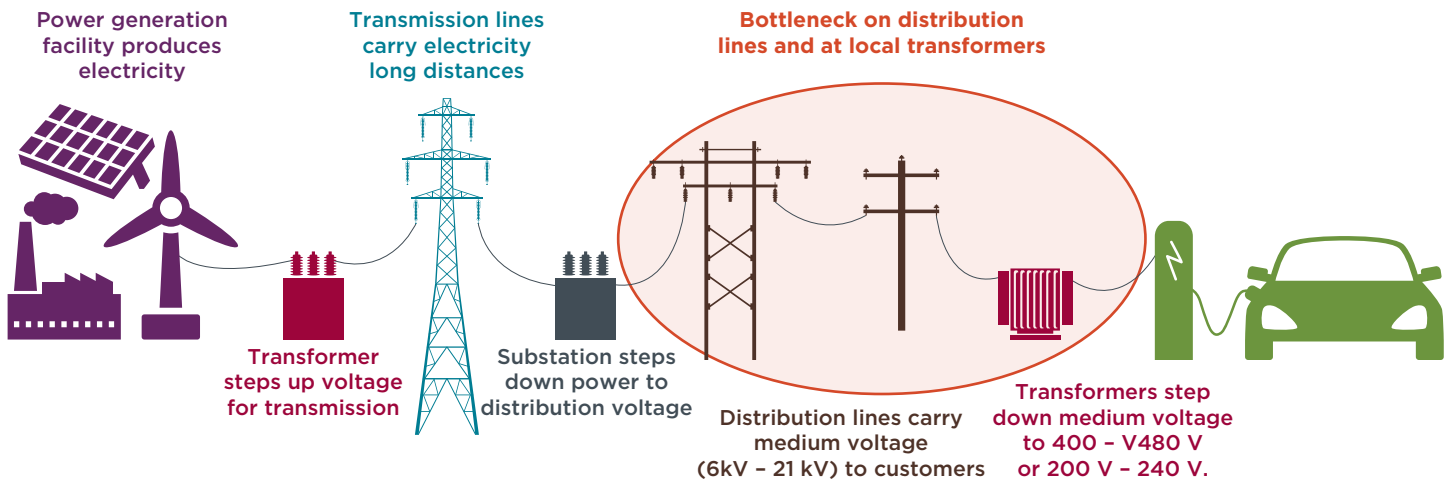 Power generation
facility produces
electricity
Transmission lines
carry electricity
long distances
Bottleneck on distribution
lines and at local transformers
Transformer
steps up voltage
for transmission
Substation steps
down power to
distribution voltage
Distribution lines carry
medium voltage
(6kV – 21 kV) to customers
Transformers step
down medium voltage
to 400 – V480 V
or 200 V – 240 V.